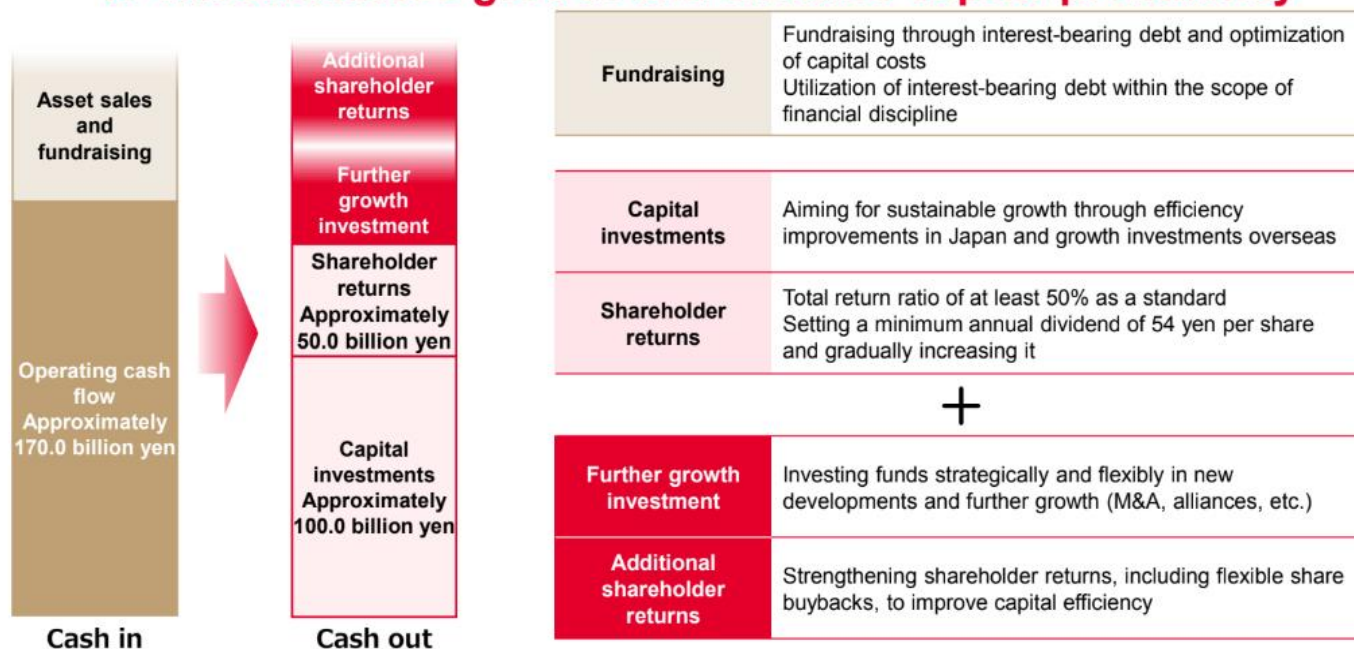 Asset sales
and
fundraising
Operating cash
flow
Approximately
170.0 billion yen
Cash in
Additional
shareholder
returns
Further
growth
investment
Shareholder
returns
Approximately
50.0 billion yen
Capital
investments
Approximately
100.0 billion yen
Cash out
Fundraising
Fundraising through interest-bearing debt and optimization
of capital costs
Utilization of interest-bearing debt within the scope of
financial discipline
Capital
investments
Aiming for sustainable growth through efficiency
improvements in Japan and growth investments overseas
Shareholder
returns
Total return ratio of at least 50% as a standard
Setting a minimum annual dividend of 54 yen per share
and gradually increasing it
+
Further growth
investment
Investing funds strategically and flexibly in new
developments and further growth (M&A, alliances, etc.)
Additional
shareholder
returns
Strengthening shareholder returns, including flexible share
buybacks, to improve capital efficiency